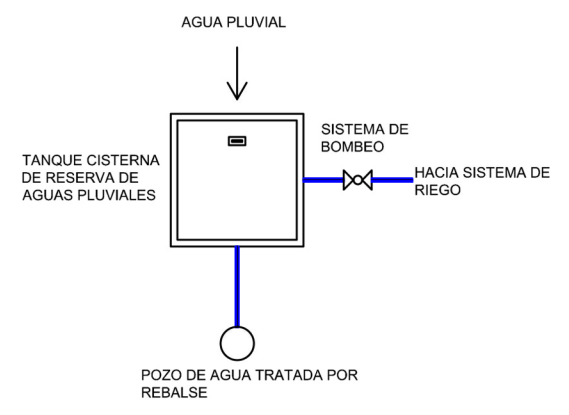 AGUA PLUVIAL
SISTEMA DE
BOMBEO
TANQUE CISTERNA
DE RESERVA DE
AGUAS PLUVIALES
HACIA SISTEMA DE
RIEGO
POZO DE AGUA TRATADA POR
REBALSE